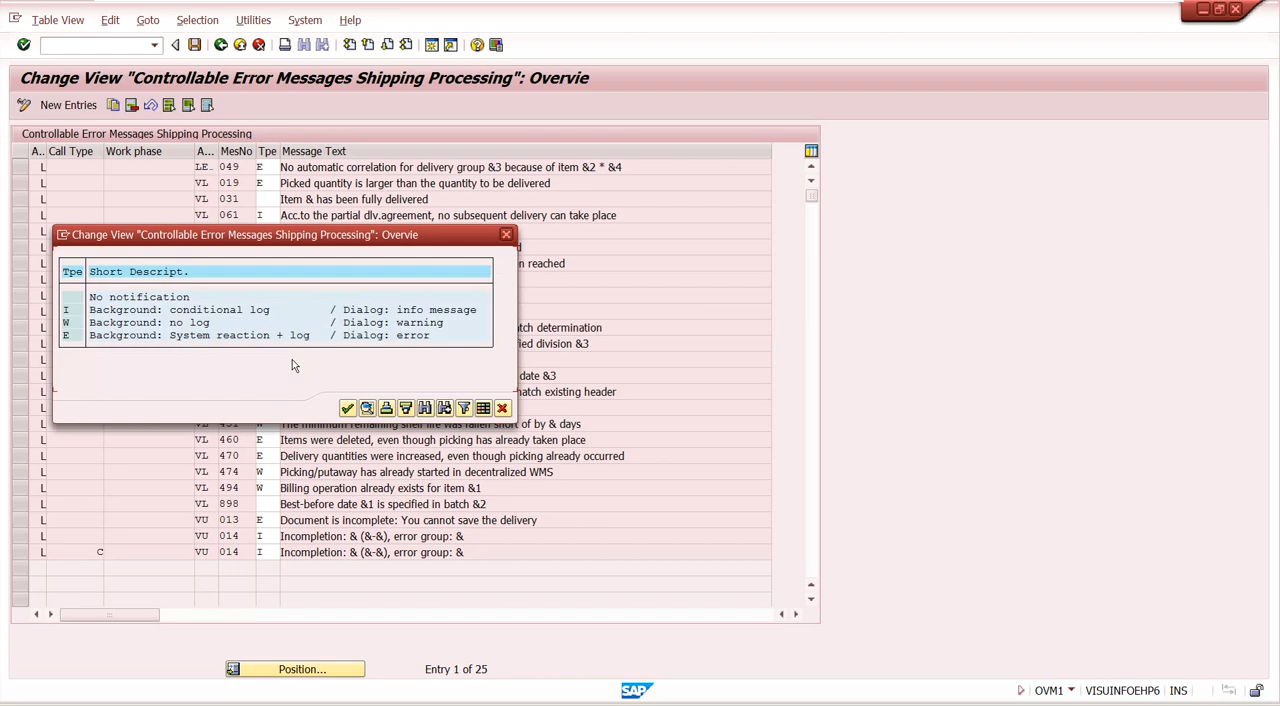 Table View Edit Goto Selection Utilities System Help
Change View "Controllable Error Messages Shipping Processing": Overvie
New Entries
Controllable Error Messages Shipping Processing
A.. Call Type Work phase A... MesNo Tpe Message Text
L LE. 049 E No automatic correlation for delivery group &3 because of item &2 * &4
L VL 019 E Picked quantity is larger than the quantity to be delivered
L VL 031 Item & has been fully delivered
L VL 061 I Acc.to the partial dlv.agreement, no subsequent delivery can take place
Change View "Controllable Error Messages Shipping Processing": Overvie
reached
Tpe Short Descript.
No notification
I Background: conditional log / Dialog: info message
W Background: no log / Dialog: warning
E Background: System reaction + log / Dialog: error
determination
division &3
date &3
match existing header
The minimum remaining shelf life was fallen short of by & days
L VL 460 E Items were deleted, even though picking has already taken place
L VL 470 E Delivery quantities were increased, even though picking already occurred
L VL 474 W Picking/putaway has already started in decentralized WMS
L VL 494 W Billing operation already exists for item &1
L VL 898 Best-before date &1 is specified in batch &2
L VU 013 E Document is incomplete: You cannot save the delivery
L VU 014 I Incompletion: & (&-&), error group: &
L C VU 014 I Incompletion: & (&-&), error group: &
Position... Entry 1 of 25
SAP OVM1 VISUINFOEHP6 INS